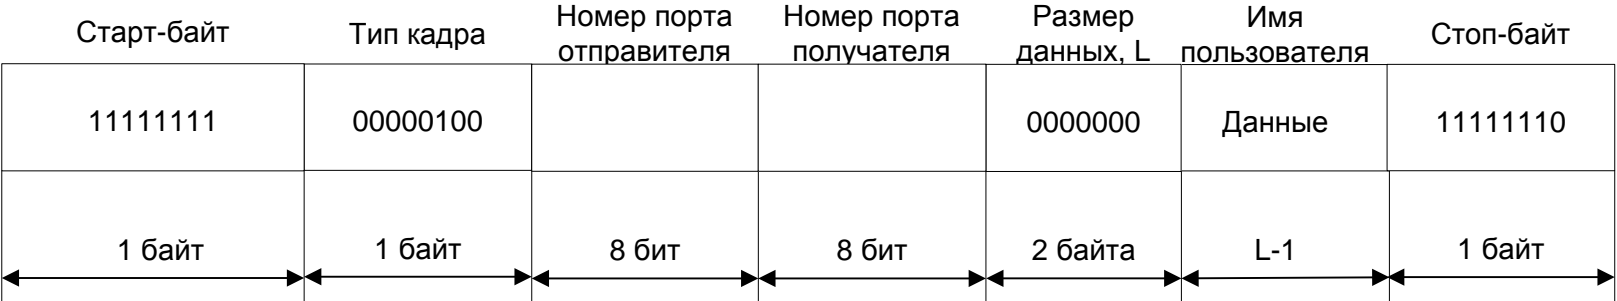 Старт-байт
Тип кадра
Номер порта
отправителя
Номер порта
получателя
Размер
данных, L
Имя
пользователя
Стоп-байт
11111111
00000100
0000000
Данные
11111110
1 байт
1 байт
8 бит
8 бит
2 байта
L-1
1 байт